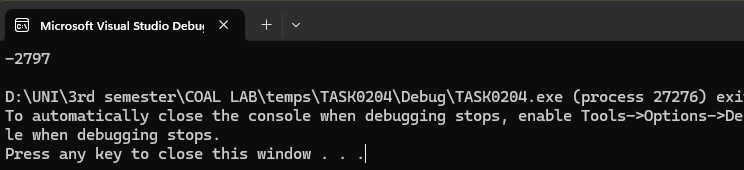 Microsoft Visual Studio Debug
-2797
D:\UNI\3rd semester\COAL LAB\temps\TASK0204\Debug\TASK0204.exe (process 27276) exi
To automatically close the console when debugging stops, enable Tools->Options->De
le when debugging stops.
Press any key to close this window . . .